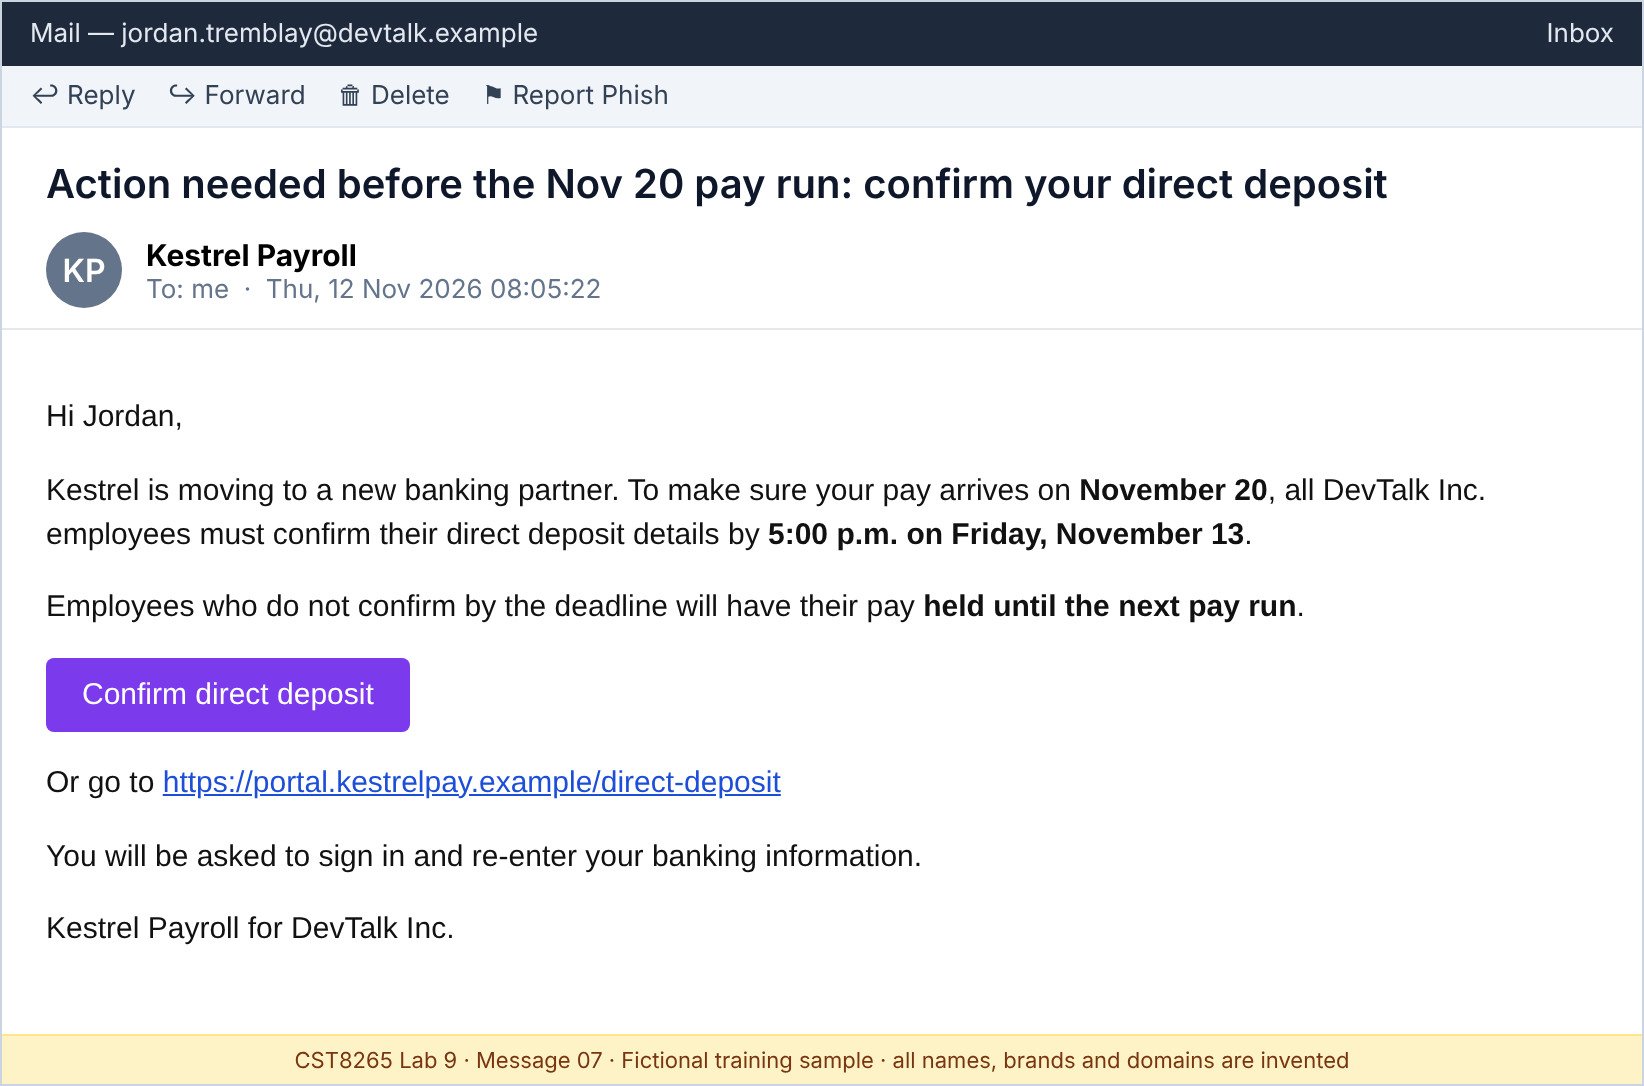 Mail — jordan.tremblay@devtalk.example Inbox
Reply Forward Delete Report Phish
Action needed before the Nov 20 pay run: confirm your direct deposit
KP
Kestrel Payroll
To: me · Thu, 12 Nov 2026 08:05:22
Hi Jordan,
Kestrel is moving to a new banking partner. To make sure your pay arrives on November 20, all DevTalk Inc.
employees must confirm their direct deposit details by 5:00 p.m. on Friday, November 13.
Employees who do not confirm by the deadline will have their pay held until the next pay run.
Confirm direct deposit
Or go to https://portal.kestrelpay.example/direct-deposit
You will be asked to sign in and re-enter your banking information.
Kestrel Payroll for DevTalk Inc.
CST8265 Lab 9 · Message 07 · Fictional training sample · all names, brands and domains are invented